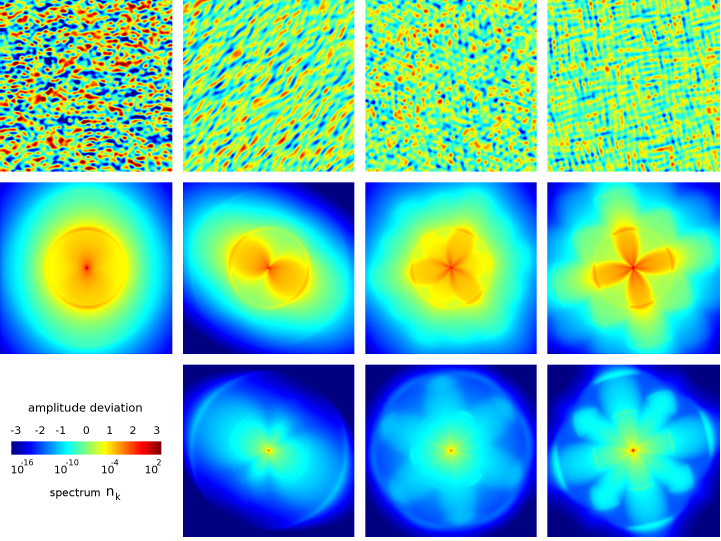 amplitude deviation
-3 -2 -1 0 1 2 3
10^-16 10^-10 10^4 10^2
spectrum n_k